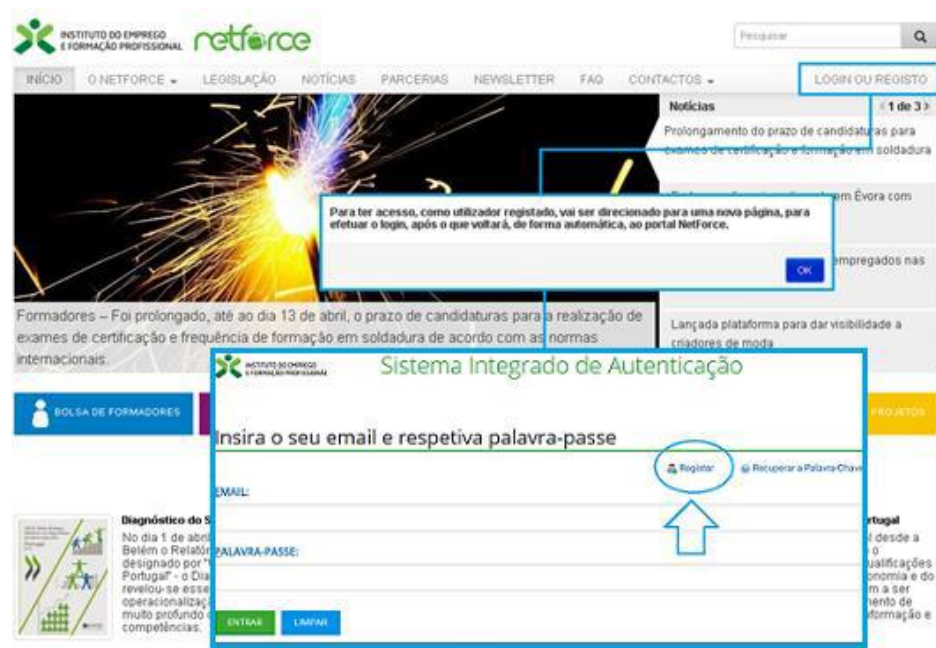 INSTITUTO DO EMPREGO
E FORMAÇÃO PROFISSIONAL
netforce
Pesquisar
INÍCIO O NETFORCE LEGISLAÇÃO NOTÍCIAS PARCERIAS NEWSLETTER FAQ CONTACTOS LOGIN OU REGISTO
Notícias 1 de 3
Prolongamento do prazo de candidaturas para
exames de certificação e formação em soldadura
em Évora com
Para ter acesso, como utilizador registado, vai ser direcionado para uma nova página, para
efetuar o login, após o que voltará, de forma automática, ao portal NetForce.
OK
empregados nas
Formadores – Foi prolongado, até ao dia 13 de abril, o prazo de candidaturas para a realização de
exames de certificação e frequência de formação em soldadura de acordo com as normas
internacionais.
Lançada plataforma para dar visibilidade a
criadores de moda
INSTITUTO DO EMPREGO
E FORMAÇÃO PROFISSIONAL
Sistema Integrado de Autenticação
BOLSA DE FORMADORES
PROJETOS
Insira o seu email e respetiva palavra-passe
Registar
Recuperar a Palavra-Chave
EMAIL:
PALAVRA-PASSE:
ENTRAR LIMPAR
Diagnóstico do S
No dia 1 de abri
Belém o Relatór
designado por "
Portugal" - o Dia
revelou-se esse
operacionalizaç
muito profundo
competências.
rtugal
l desde a
o
ualificações
onomia e do
m a ser
mento de
formação e